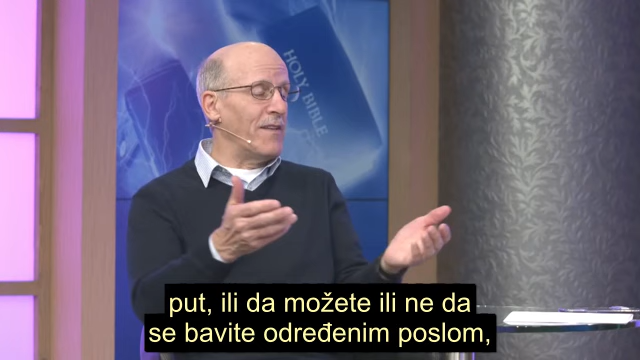 HOLY BIBLE
put, ili da možete ili ne da
se bavite određenim poslom,